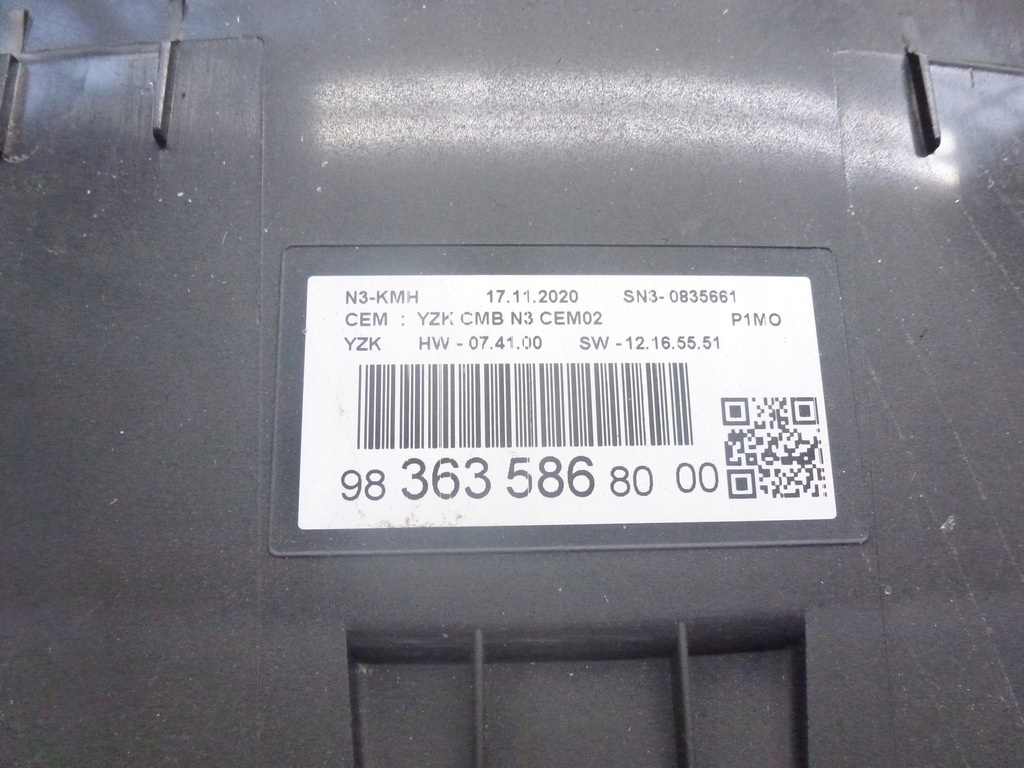 N3-KMH 17.11.2020 SN3- 0835661
CEM : YZK CMB N3 CEM02 P1MO
YZK HW - 07.41.00 SW - 12.16.55.51
98 363 586 80 00